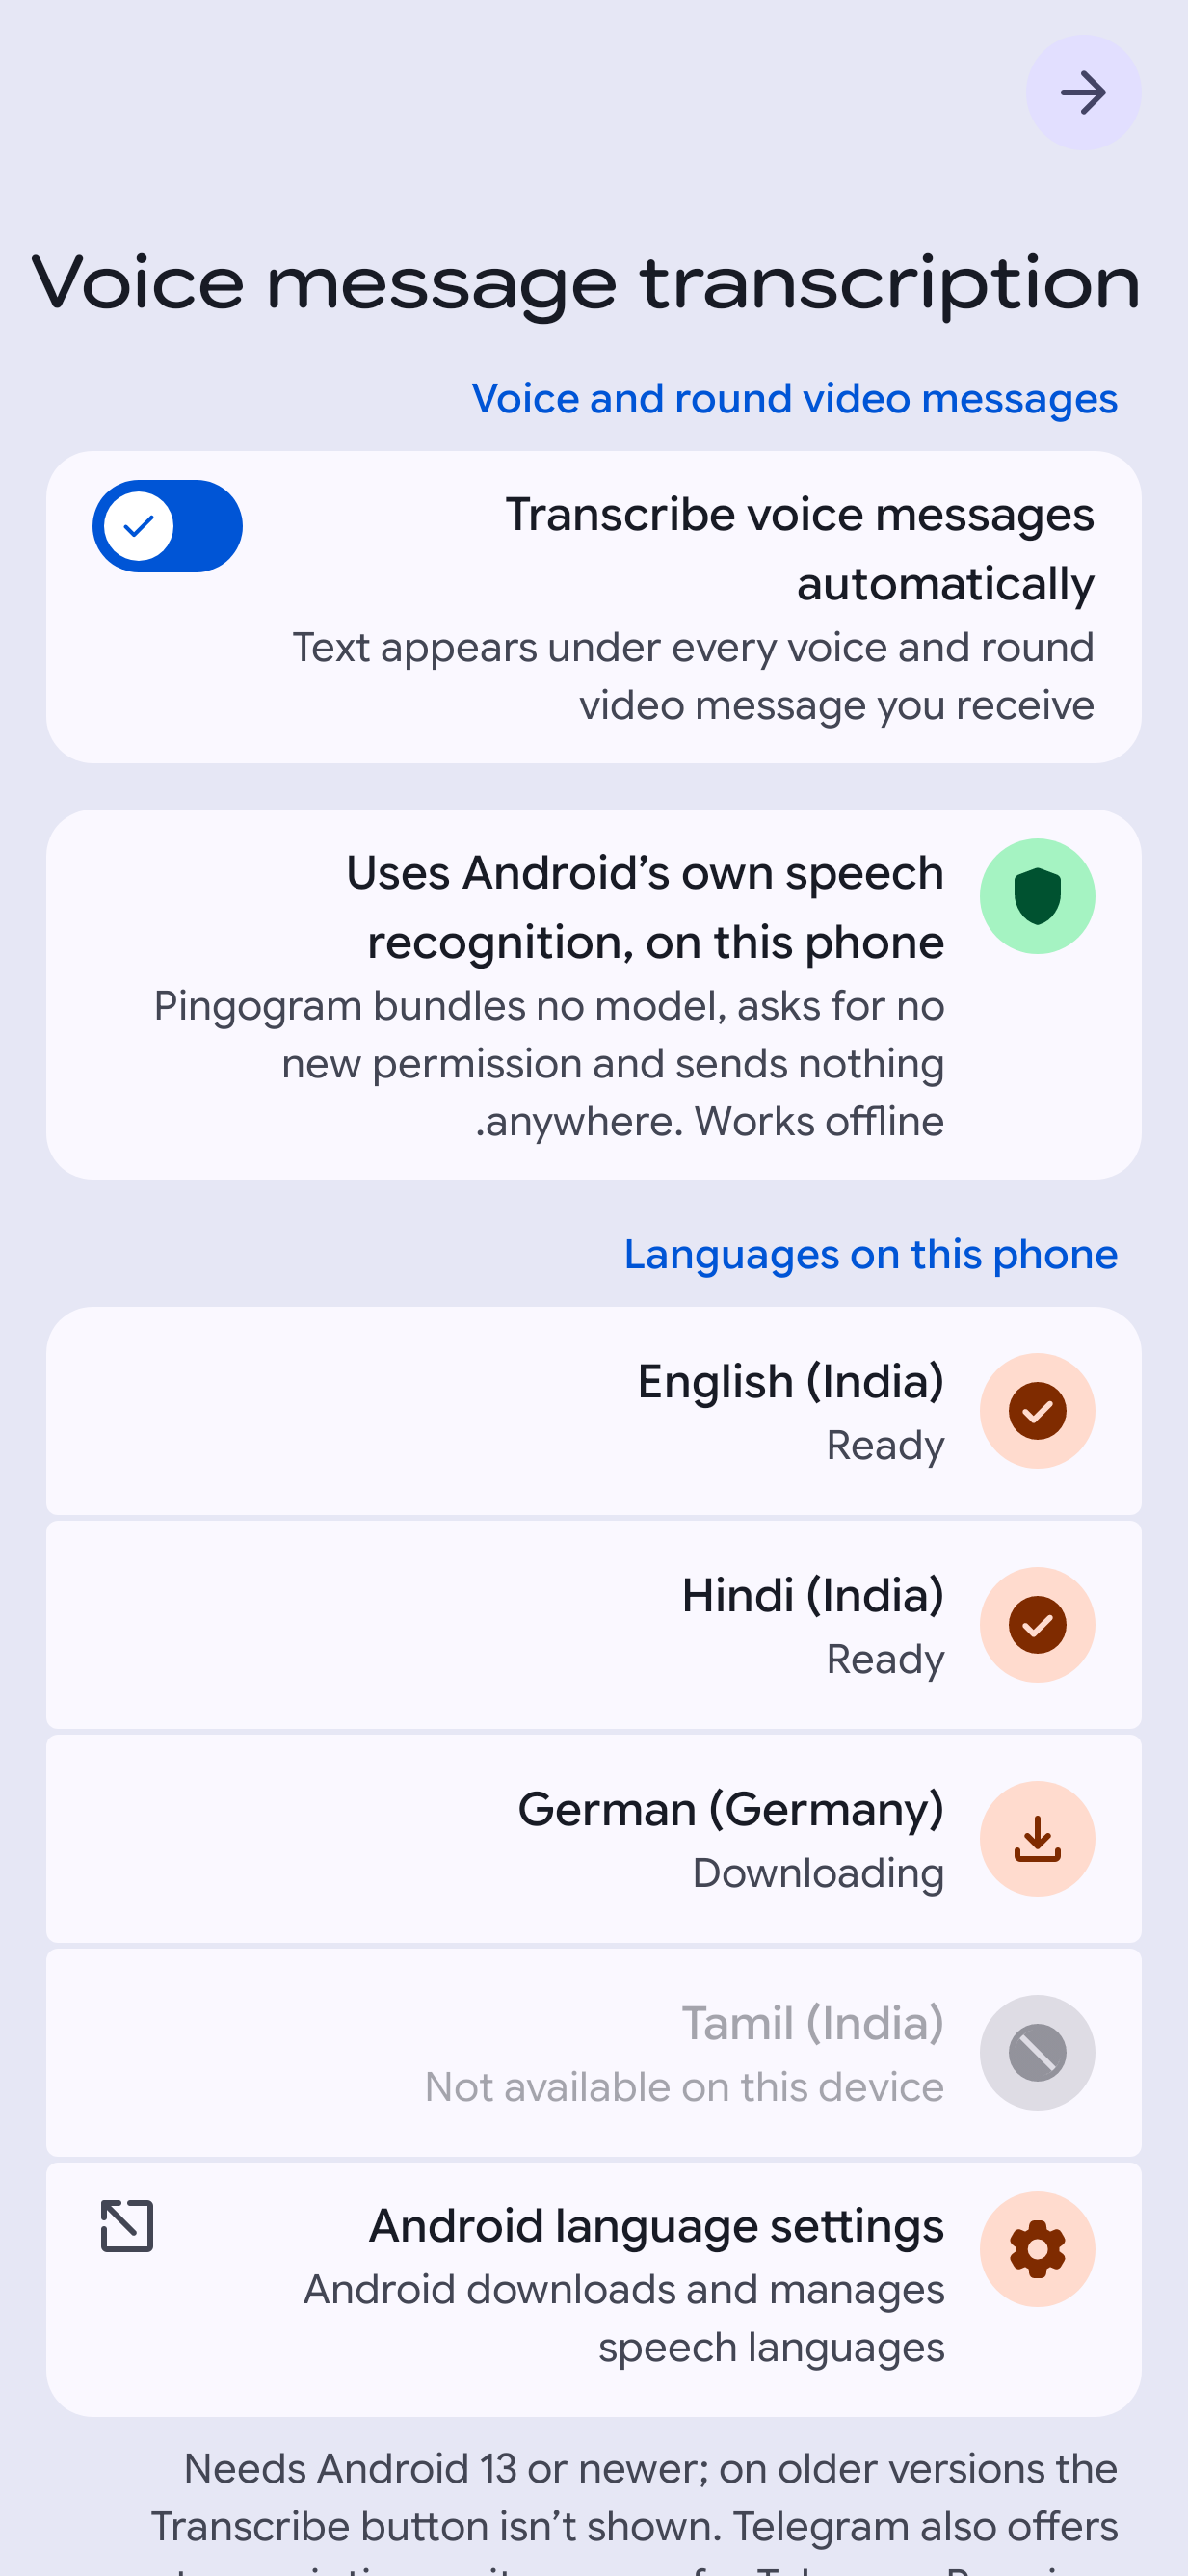 Voice message transcription
Voice and round video messages
Transcribe voice messages
automatically
Text appears under every voice and round
video message you receive
Uses Android’s own speech
recognition, on this phone
Pingogram bundles no model, asks for no
new permission and sends nothing
.anywhere. Works offline
Languages on this phone
English (India)
Ready
Hindi (India)
Ready
German (Germany)
Downloading
Tamil (India)
Not available on this device
Android language settings
Android downloads and manages
speech languages
Needs Android 13 or newer; on older versions the
Transcribe button isn’t shown. Telegram also offers